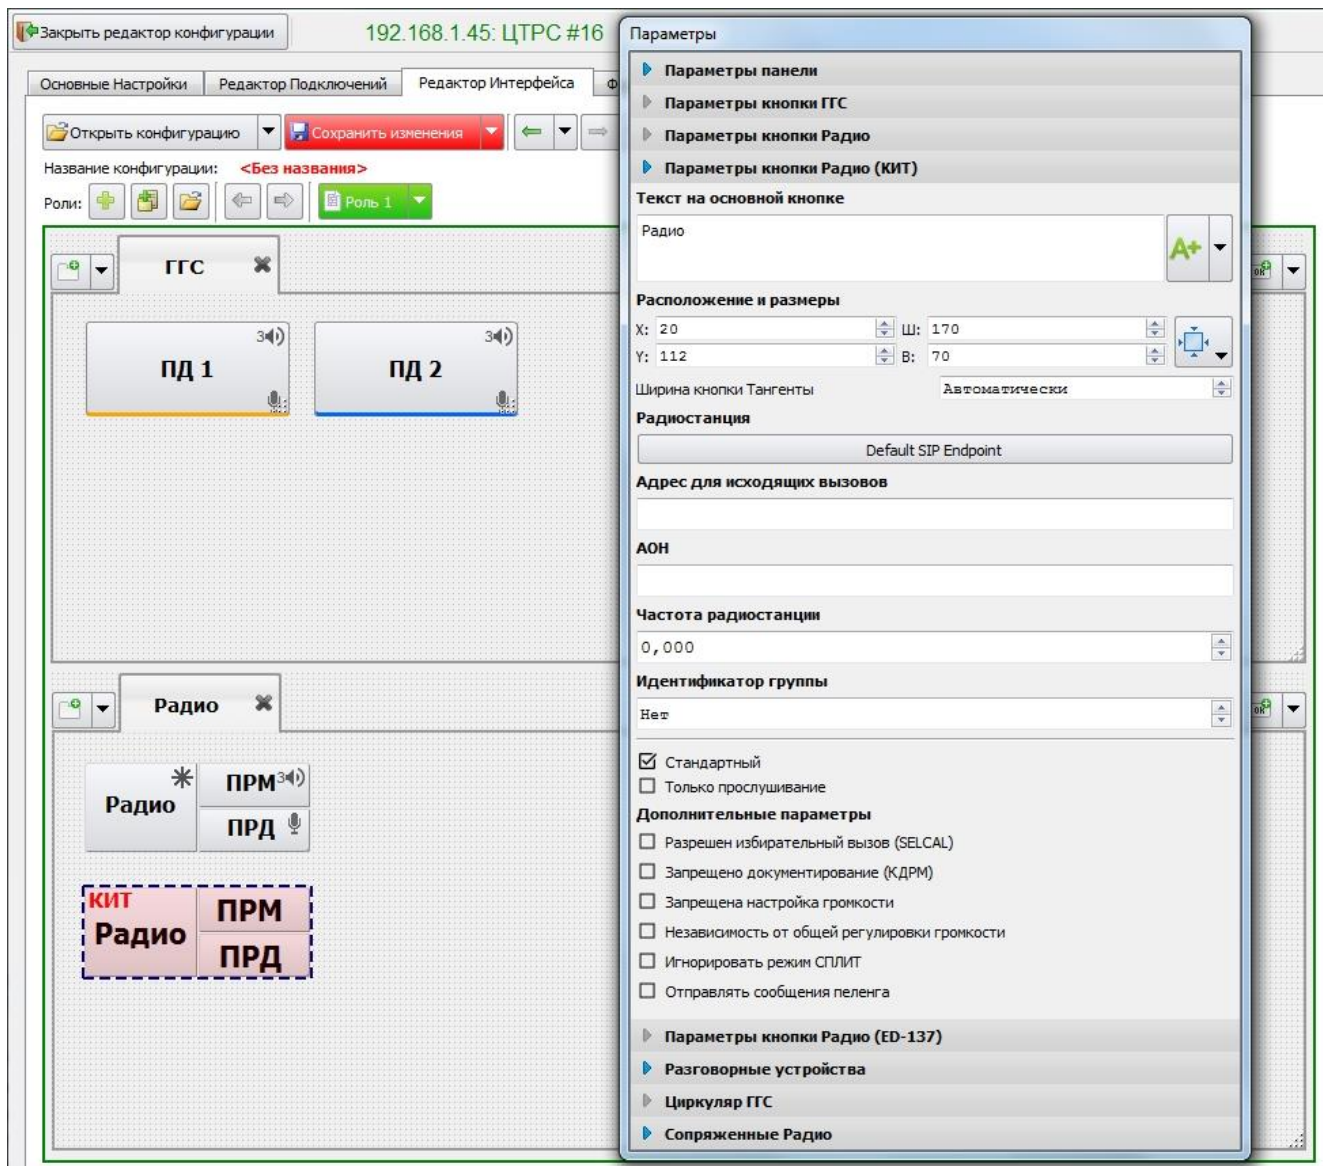 Закрыть редактор конфигурации
192.168.1.45: ЦТРС #16
Основные Настройки
Редактор Подключений
Редактор Интерфейса
Ф
Открыть конфигурацию
Сохранить изменения
Название конфигурации: <Без названия>
Роли:
Роль 1
ГГС
ПД 1
3
ПД 2
3
Радио
Радио
ПРМ
3
ПРД
КИТ
Радио
ПРМ
ПРД
Параметры
Параметры панели
Параметры кнопки ГГС
Параметры кнопки Радио
Параметры кнопки Радио (КИТ)
Текст на основной кнопке
Радио
A+
Расположение и размеры
X: 20 Ш: 170
Y: 112 В: 70
Ширина кнопки Тангенты Автоматически
Радиостанция
Default SIP Endpoint
Адрес для исходящих вызовов
АОН
Частота радиостанции
0,000
Идентификатор группы
Нет
Стандартный
Только прослушивание
Дополнительные параметры
Разрешен избирательный вызов (SELCAL)
Запрещено документирование (КДРМ)
Запрещена настройка громкости
Независимость от общей регулировки громкости
Игнорировать режим СПЛИТ
Отправлять сообщения пеленга
Параметры кнопки Радио (ED-137)
Разговорные устройства
Циркуляр ГГС
Сопряженные Радио